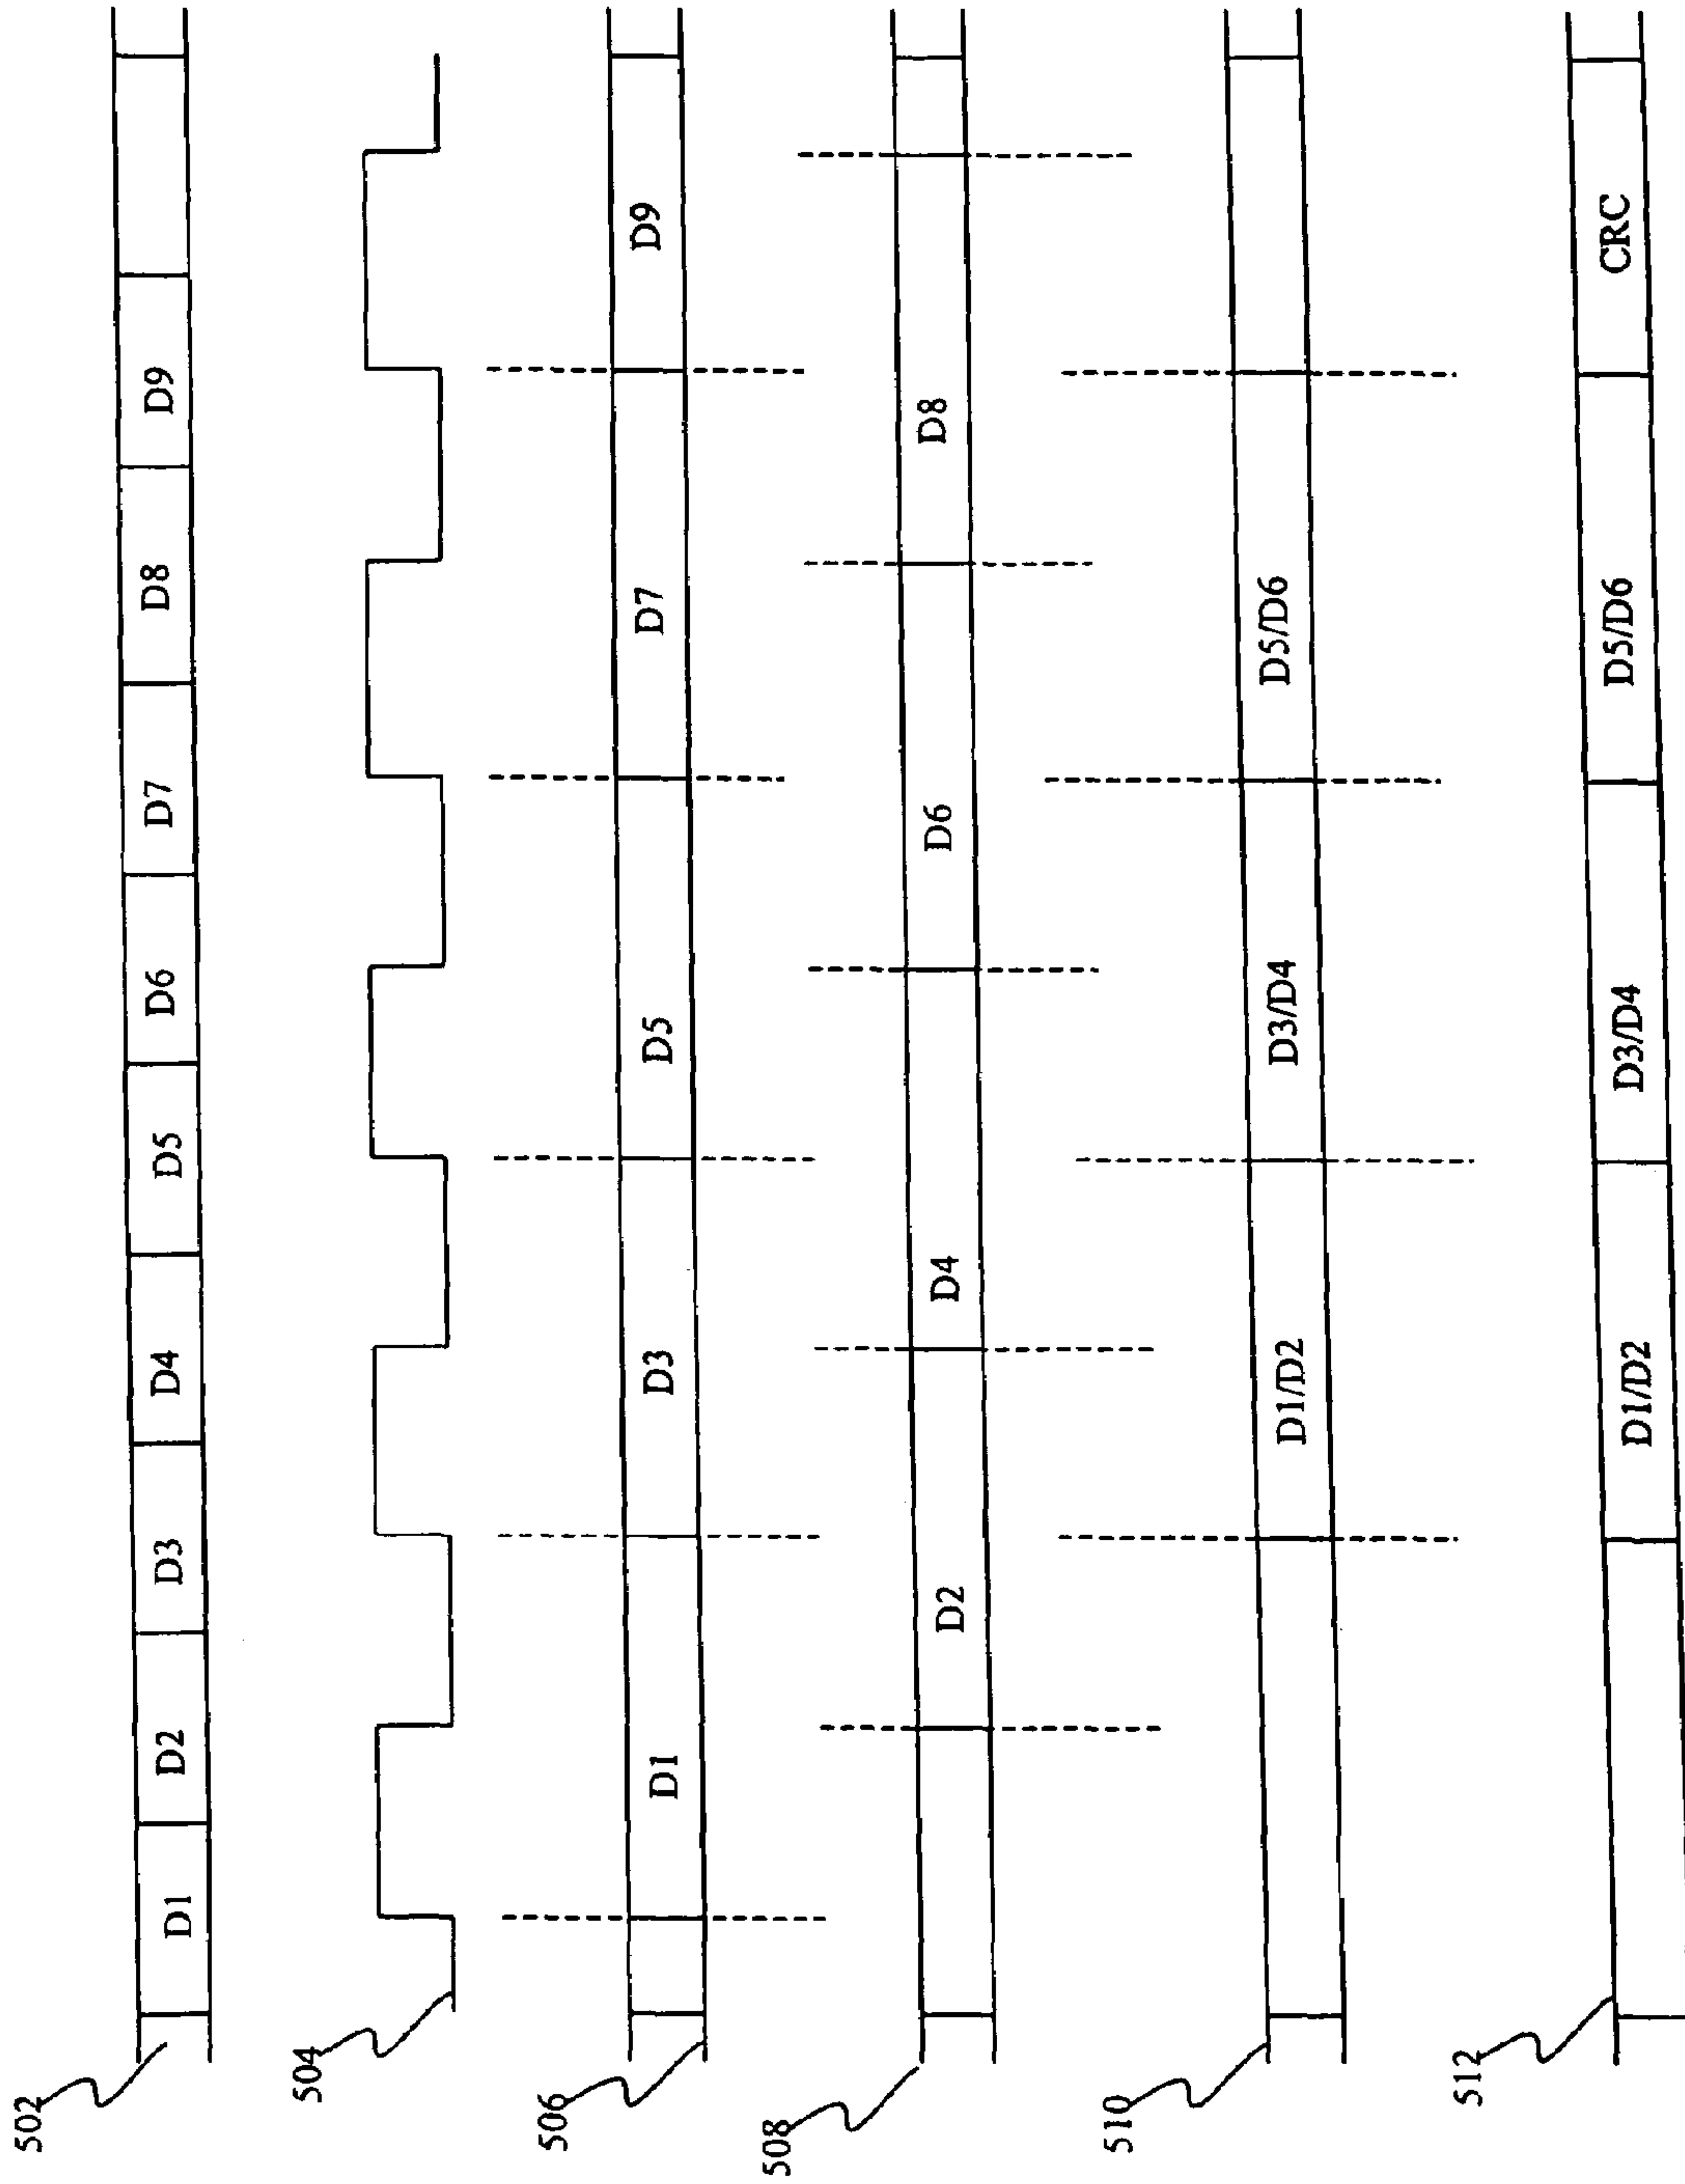 502 D1 D2 D3 D4 D5 D6 D7 D8 D9
504
506 D1 D3 D5 D7 D9
508 D2 D4 D6 D8
510 D1/D2 D3/D4 D5/D6
512 D1/D2 D3/D4 D5/D6 CRC